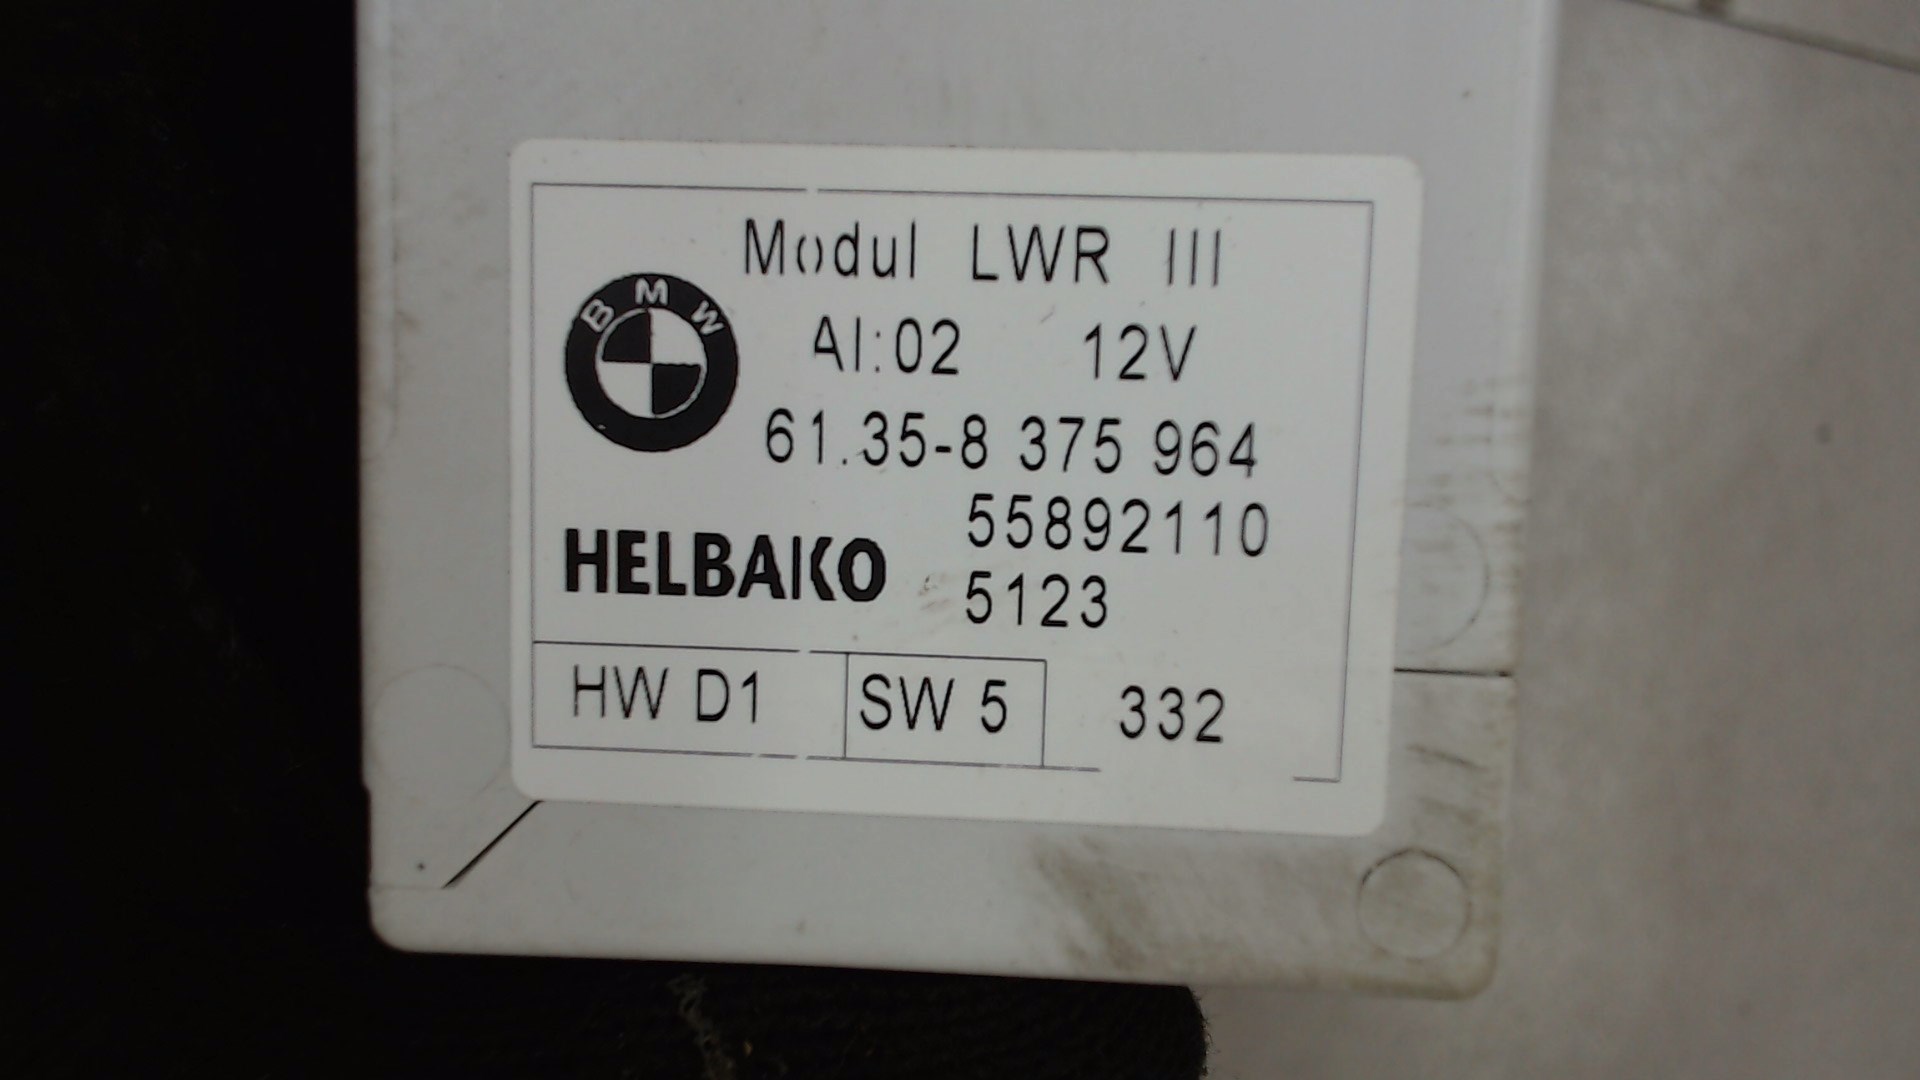 Modul LWR III
BMW
AI:02 12V
61.35-8 375 964
55892110
HELBAKO
5123
HW D1 SW 5 332